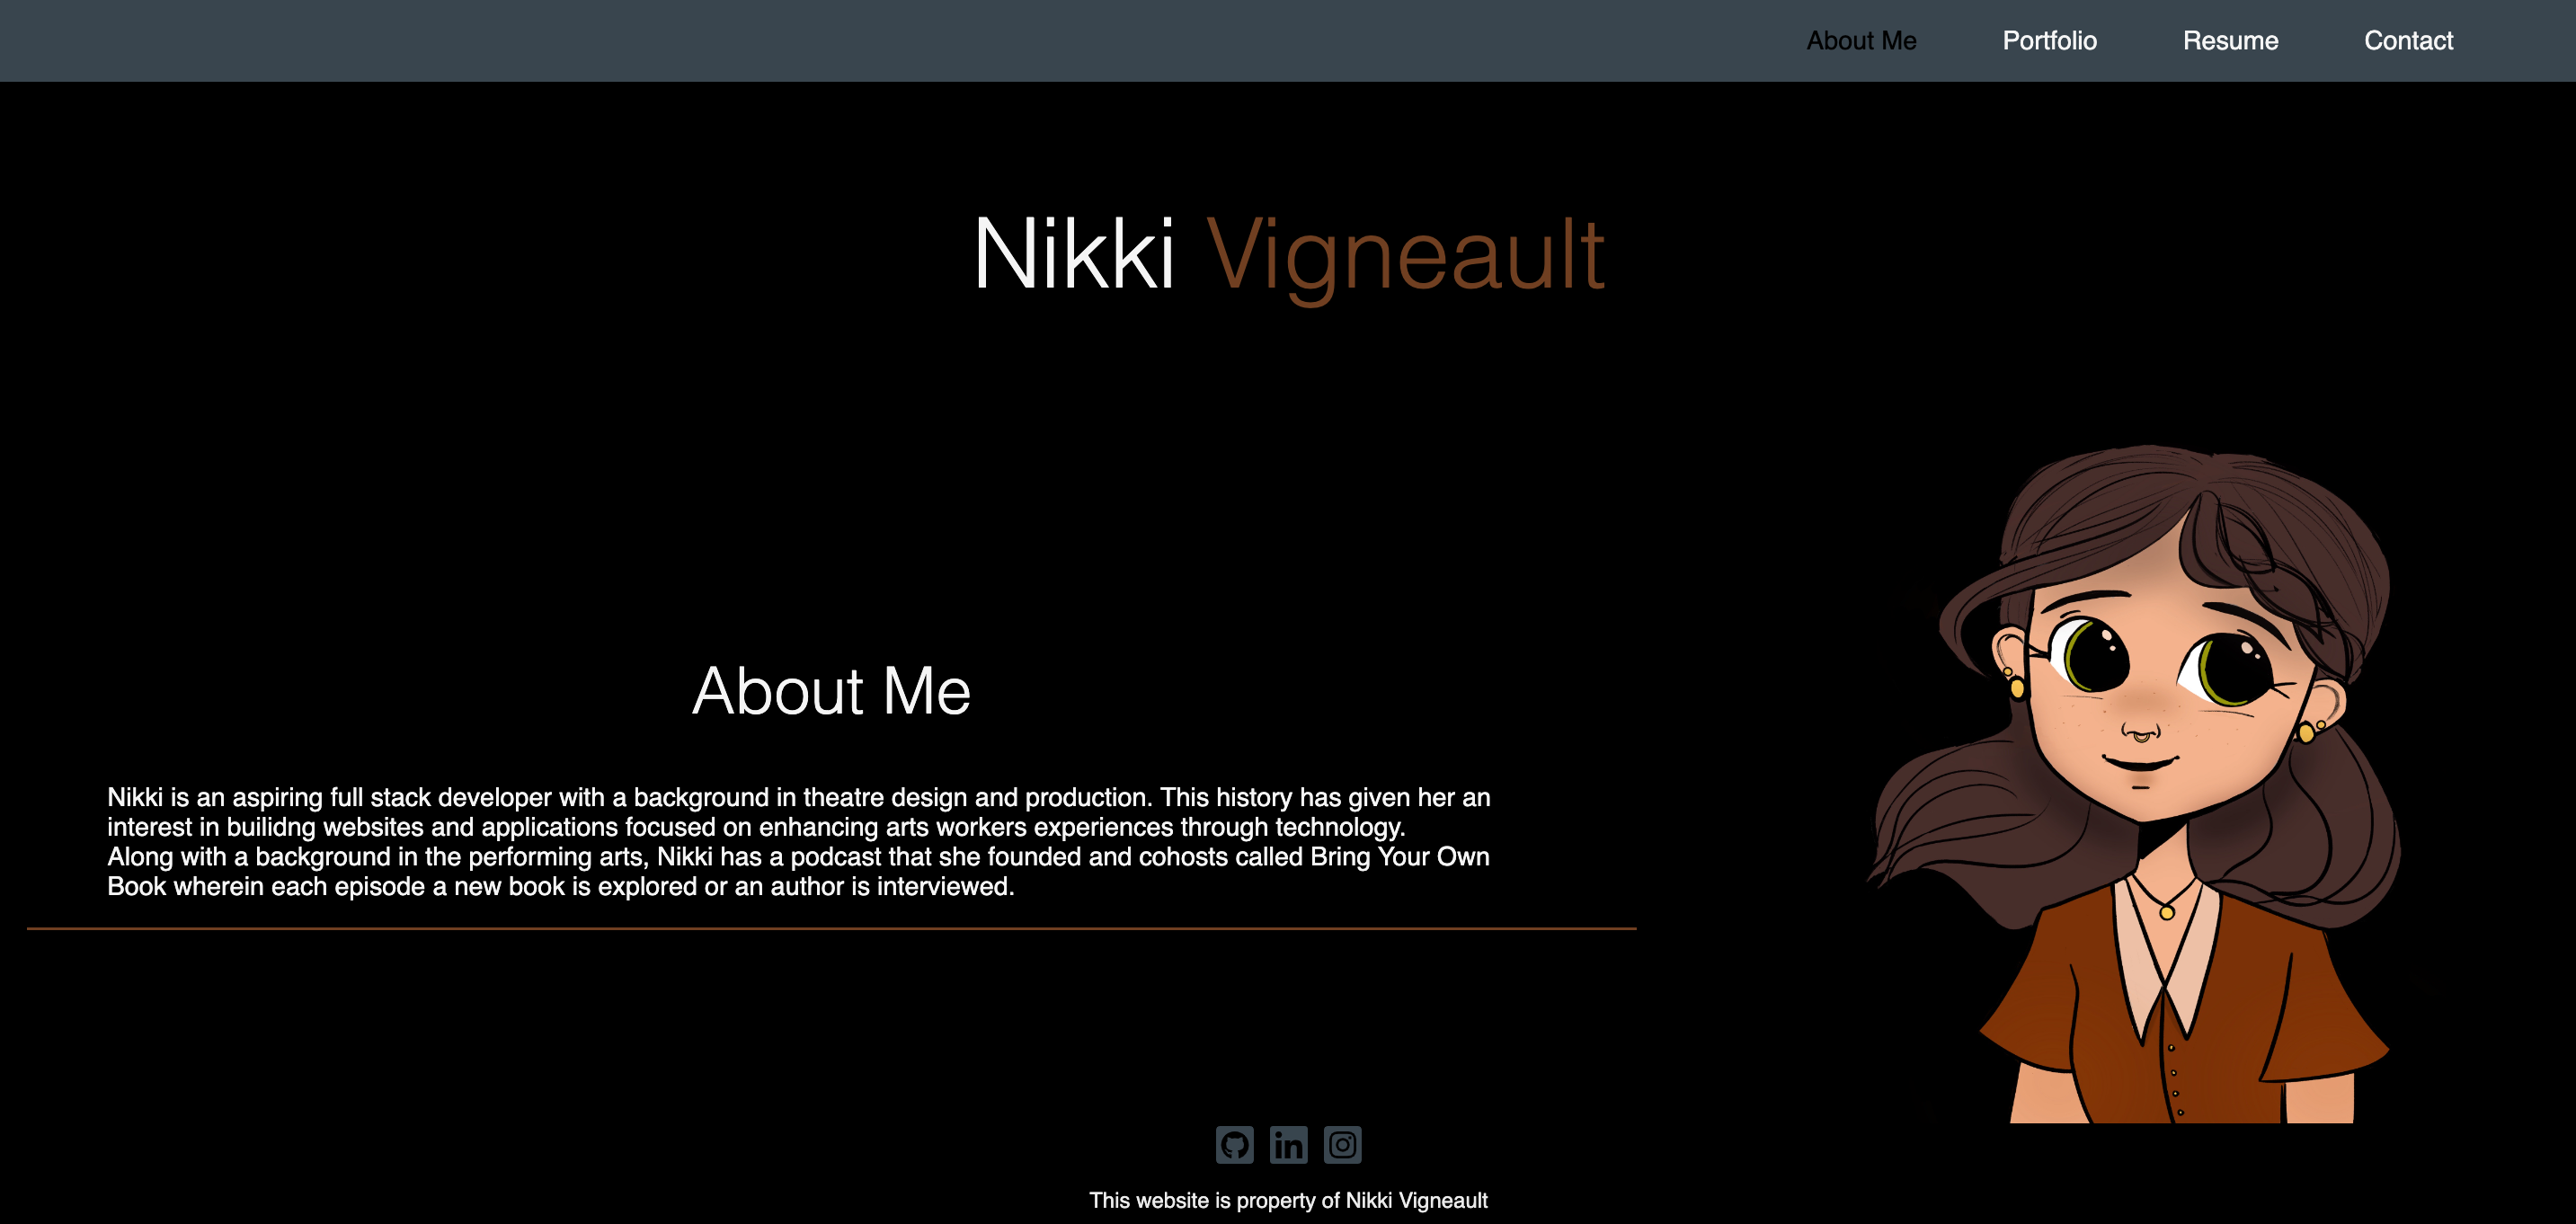 About Me Portfolio Resume Contact
Nikki Vigneault
About Me
Nikki is an aspiring full stack developer with a background in theatre design and production. This history has given her an
interest in builidng websites and applications focused on enhancing arts workers experiences through technology.
Along with a background in the performing arts, Nikki has a podcast that she founded and cohosts called Bring Your Own
Book wherein each episode a new book is explored or an author is interviewed.
in
This website is property of Nikki Vigneault